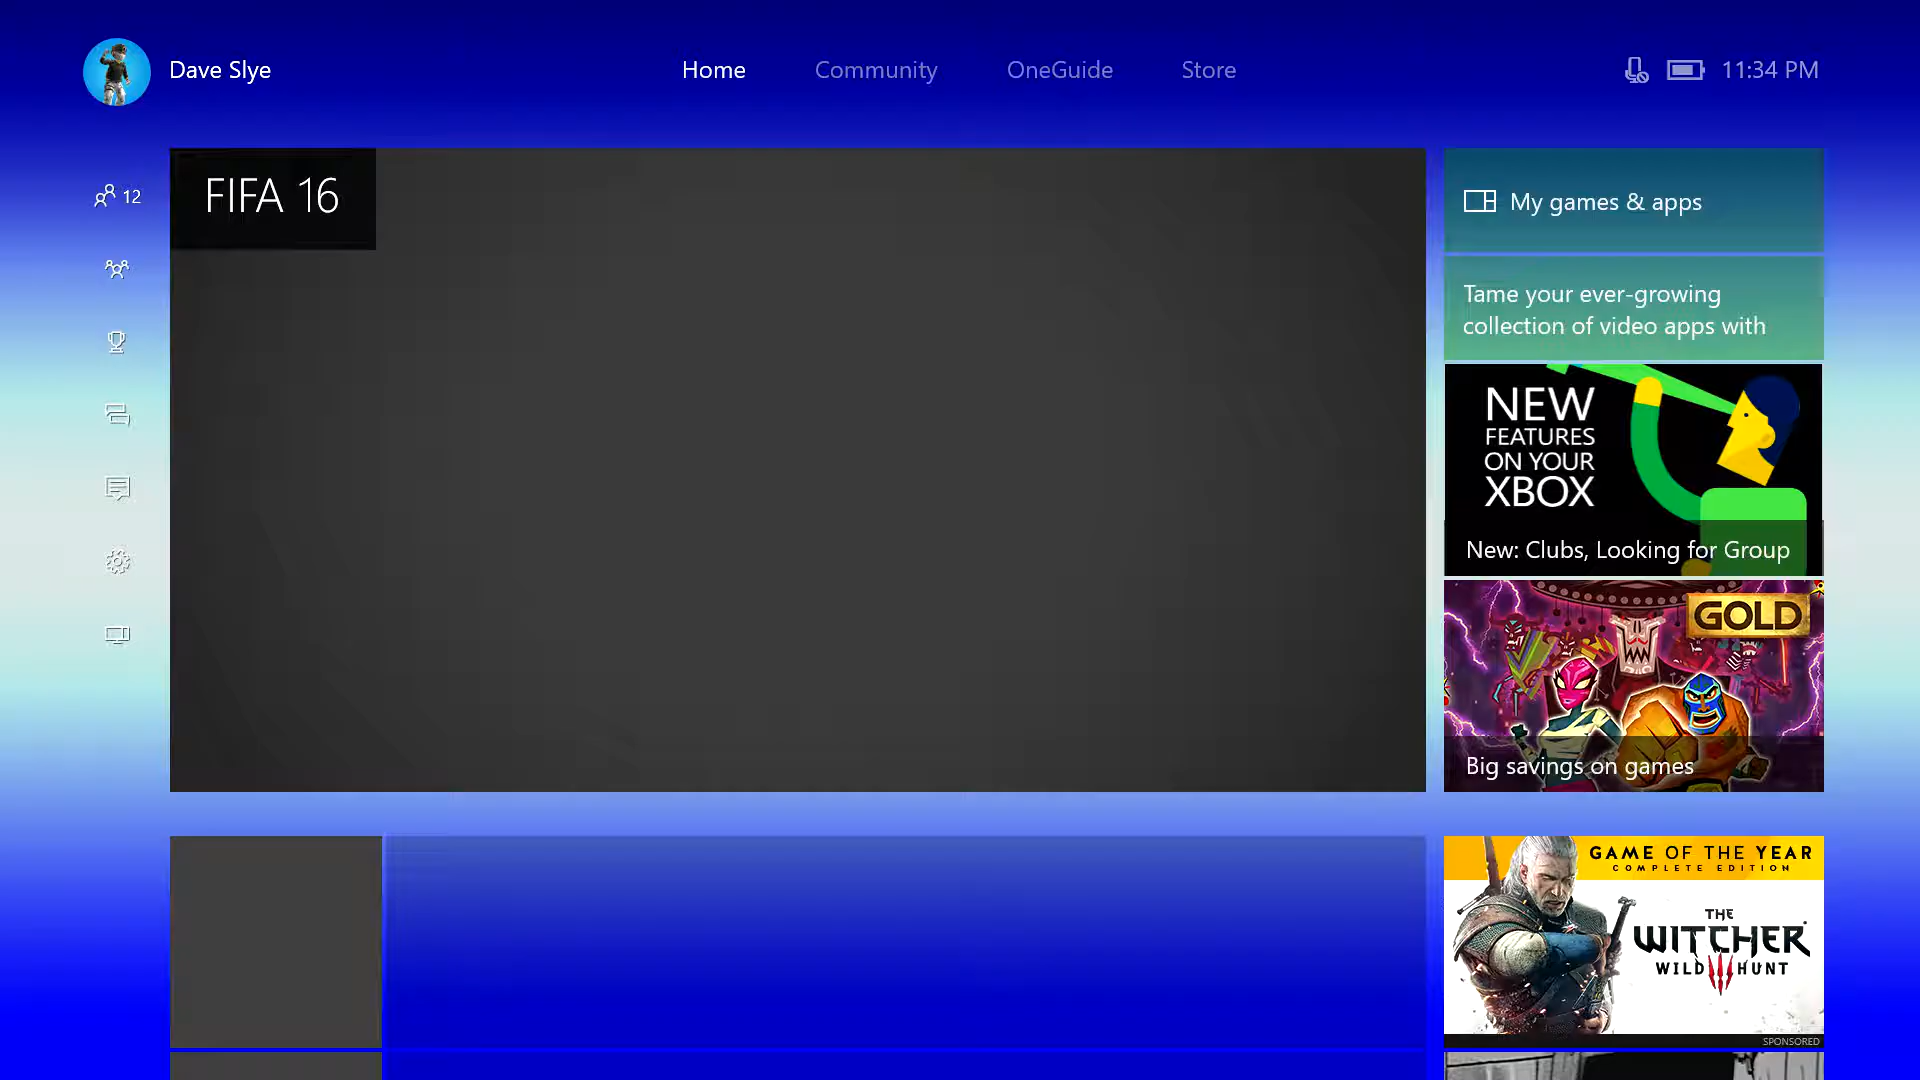 Dave Slye
Home
Community
OneGuide
Store
11:34 PM
12
FIFA 16
My games & apps
Tame your ever-growing
collection of video apps with
NEW
FEATURES
ON YOUR
XBOX
New: Clubs, Looking for Group
GOLD
Big savings on games
GAME OF THE YEAR
COMPLETE EDITION
THE
WITCHER
WILD HUNT
SPONSORED